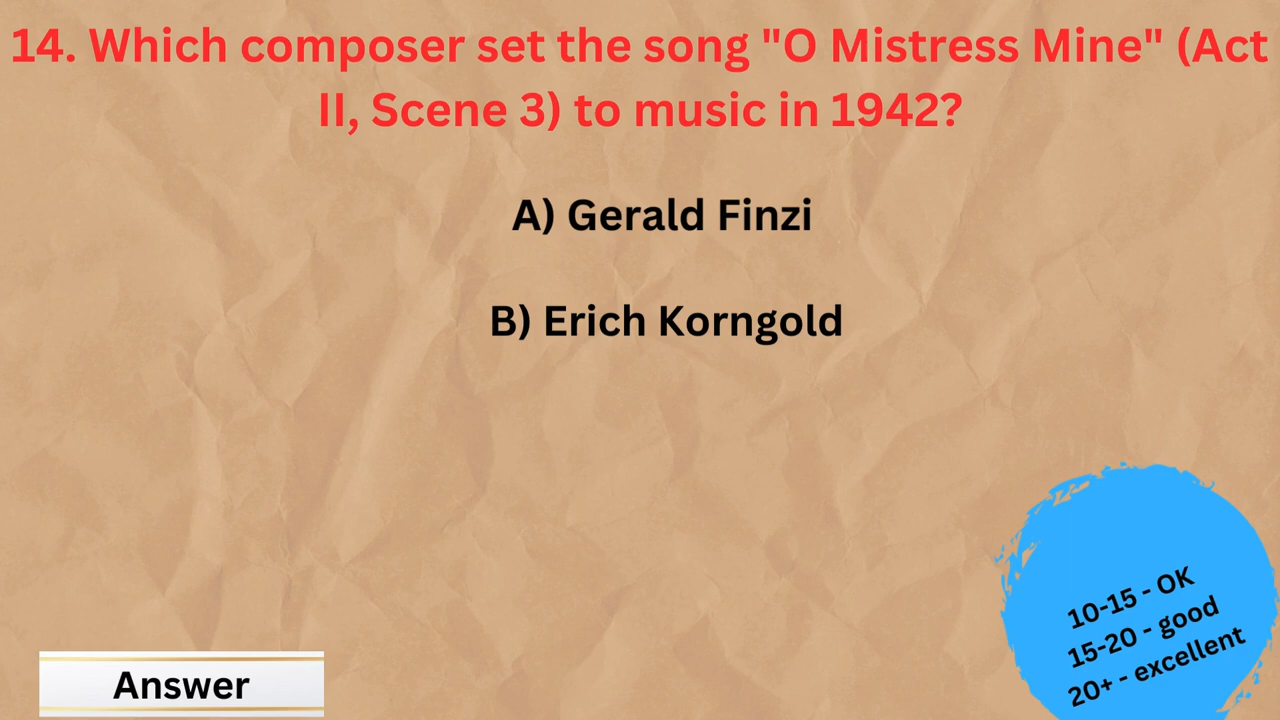 14. Which composer set the song "O Mistress Mine" (Act
II, Scene 3) to music in 1942?
A) Gerald Finzi
B) Erich Korngold
10-15 - OK
15-20 - good
20+ - excellent
Answer